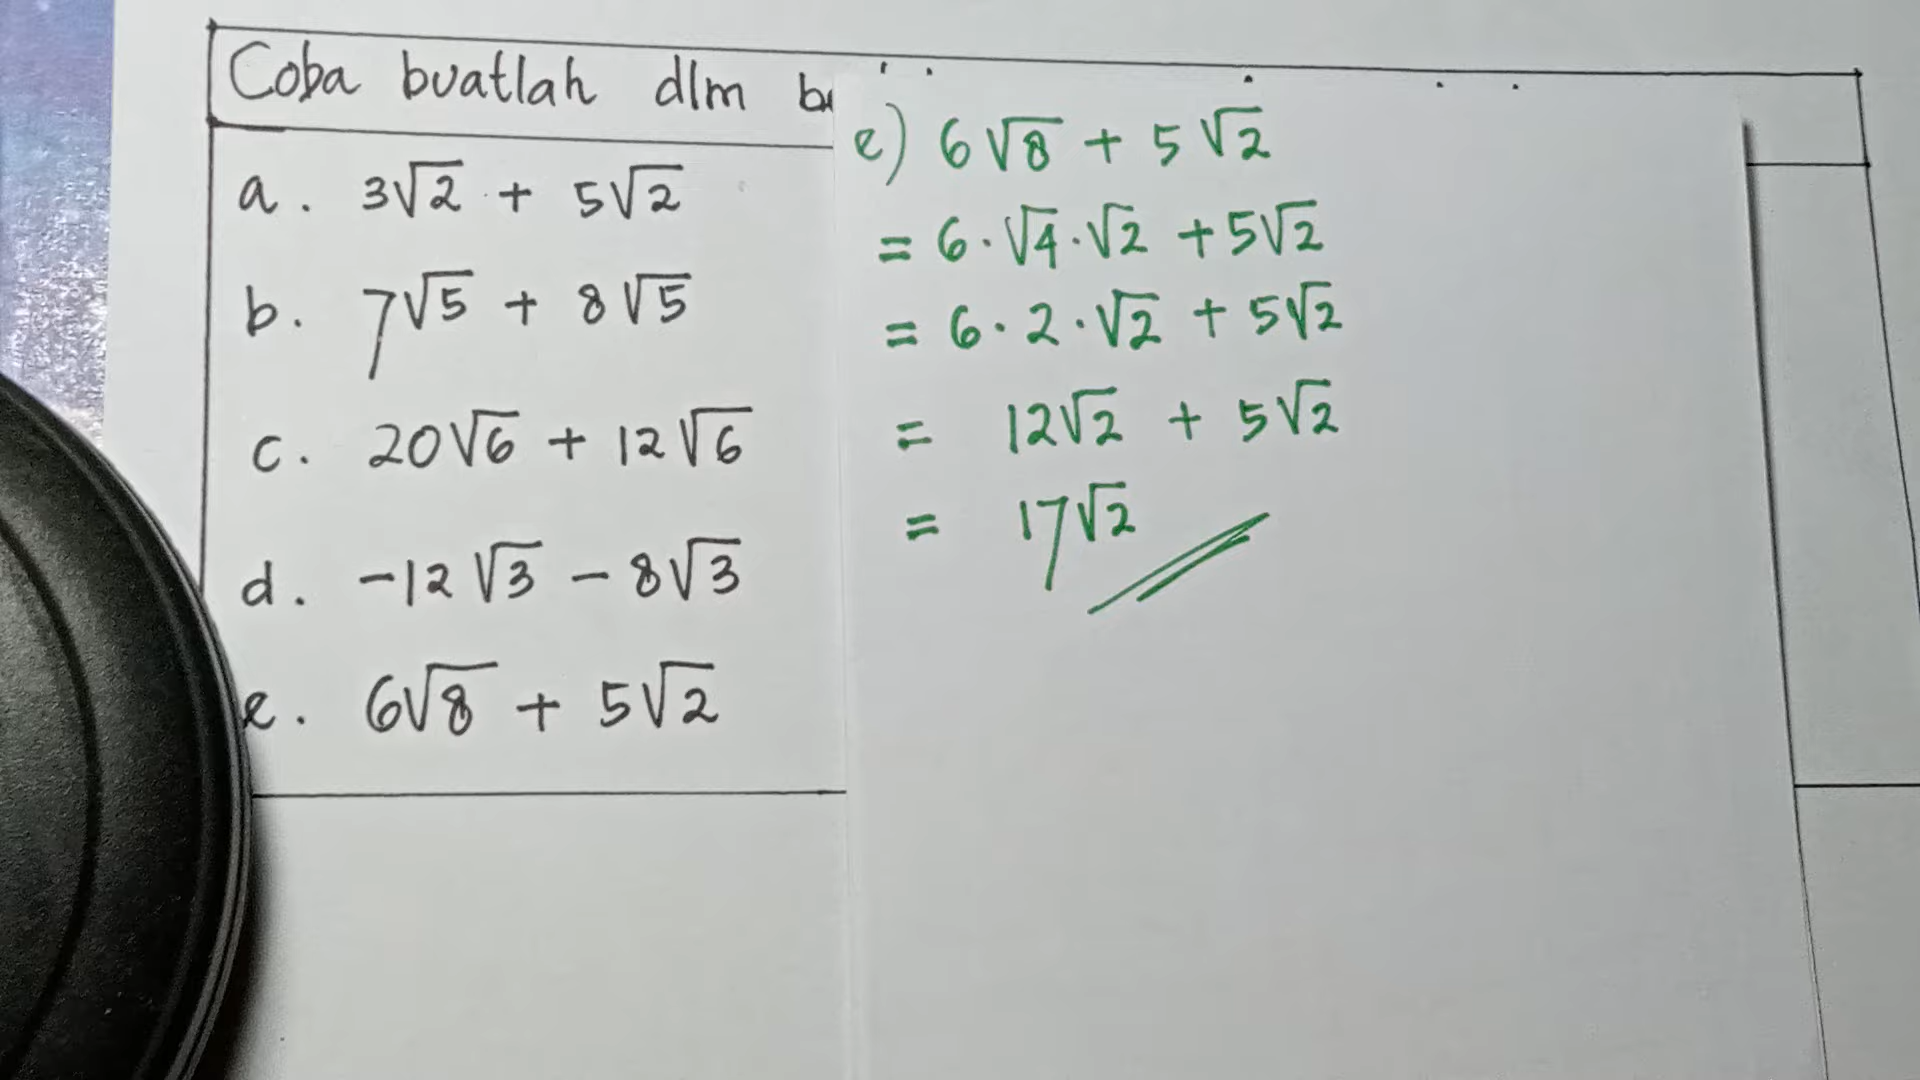 Coba buatlah dlm
a. 3√2 + 5√2
b. 7√5 + 8√5
c. 20√6 + 12√6
d. -12√3 - 8√3
e. 6√8 + 5√2
e) 6√8 + 5√2
= 6·√4·√2 + 5√2
= 6·2·√2 + 5√2
= 12√2 + 5√2
= 17√2